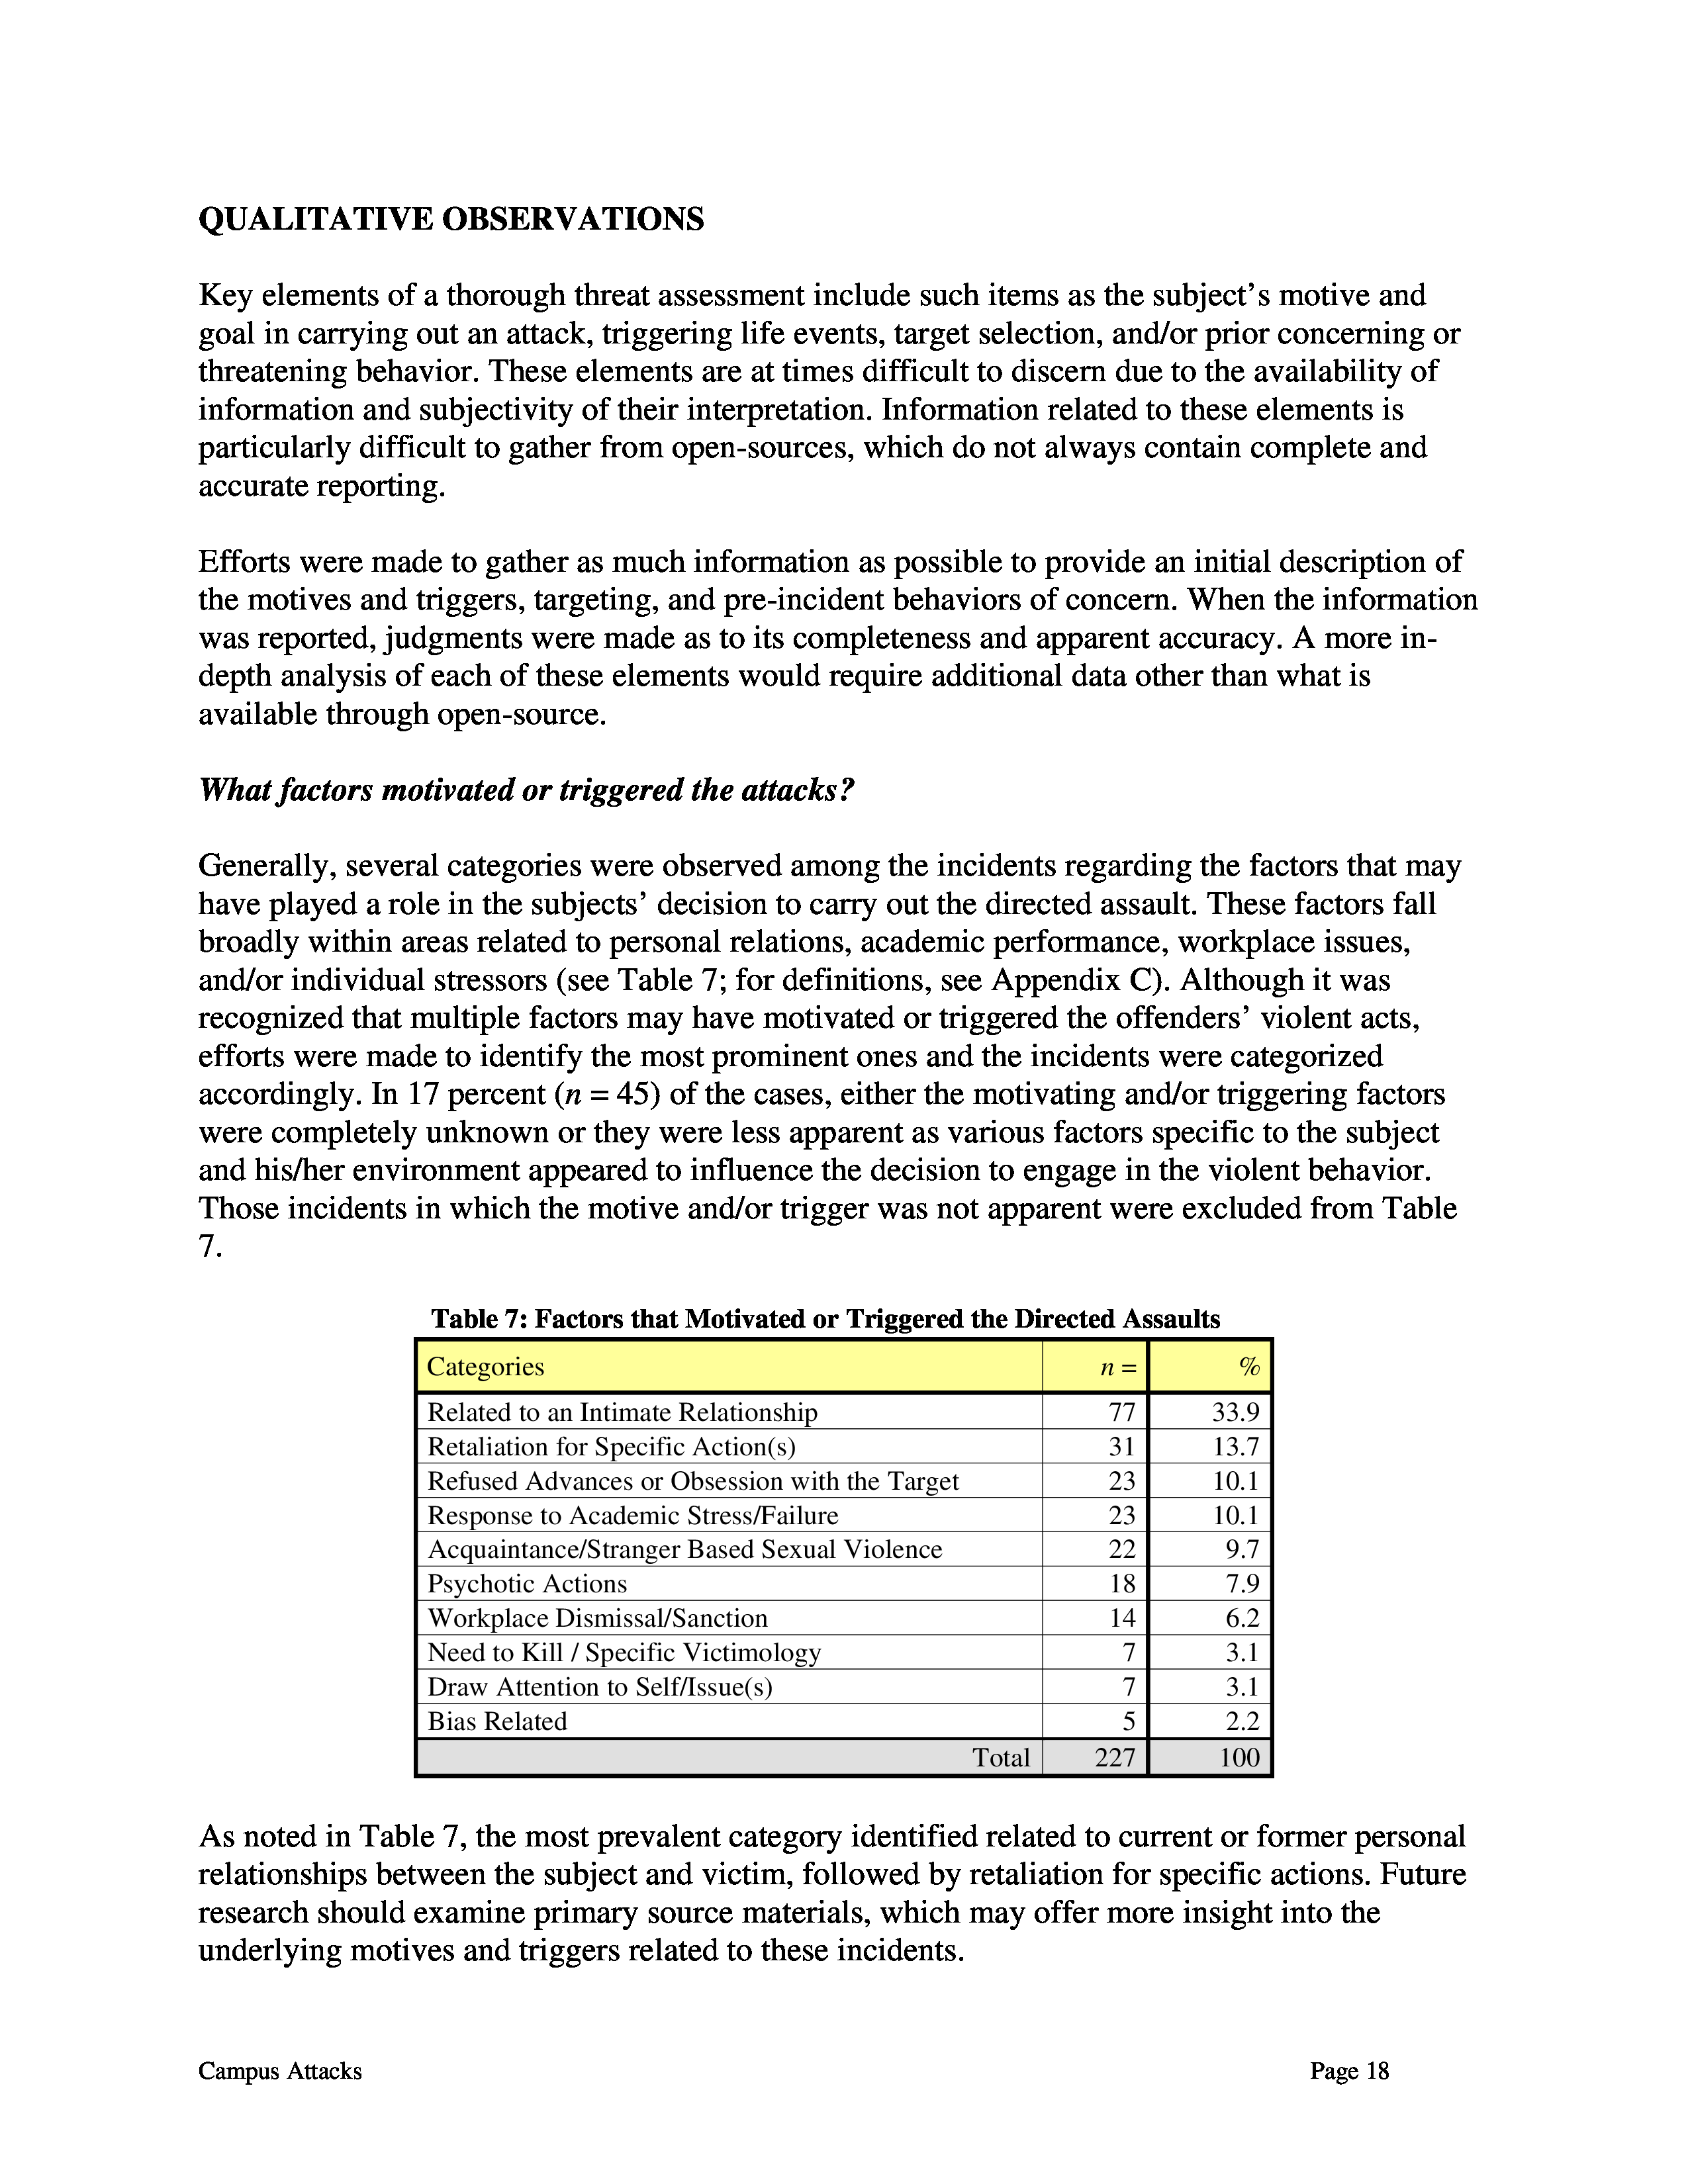 QUALITATIVE OBSERVATIONS
Key elements of a thorough threat assessment include such items as the subject’s motive and
goal in carrying out an attack, triggering life events, target selection, and/or prior concerning or
threatening behavior. These elements are at times difficult to discern due to the availability of
information and subjectivity of their interpretation. Information related to these elements is
particularly difficult to gather from open-sources, which do not always contain complete and
accurate reporting.
Efforts were made to gather as much information as possible to provide an initial description of
the motives and triggers, targeting, and pre-incident behaviors of concern. When the information
was reported, judgments were made as to its completeness and apparent accuracy. A more in-
depth analysis of each of these elements would require additional data other than what is
available through open-source.
What factors motivated or triggered the attacks?
Generally, several categories were observed among the incidents regarding the factors that may
have played a role in the subjects’ decision to carry out the directed assault. These factors fall
broadly within areas related to personal relations, academic performance, workplace issues,
and/or individual stressors (see Table 7; for definitions, see Appendix C). Although it was
recognized that multiple factors may have motivated or triggered the offenders’ violent acts,
efforts were made to identify the most prominent ones and the incidents were categorized
accordingly. In 17 percent (n = 45) of the cases, either the motivating and/or triggering factors
were completely unknown or they were less apparent as various factors specific to the subject
and his/her environment appeared to influence the decision to engage in the violent behavior.
Those incidents in which the motive and/or trigger was not apparent were excluded from Table
7.
Table 7: Factors that Motivated or Triggered the Directed Assaults
Categories n = %
Related to an Intimate Relationship 77 33.9
Retaliation for Specific Action(s) 31 13.7
Refused Advances or Obsession with the Target 23 10.1
Response to Academic Stress/Failure 23 10.1
Acquaintance/Stranger Based Sexual Violence 22 9.7
Psychotic Actions 18 7.9
Workplace Dismissal/Sanction 14 6.2
Need to Kill / Specific Victimology 7 3.1
Draw Attention to Self/Issue(s) 7 3.1
Bias Related 5 2.2
Total 227 100
As noted in Table 7, the most prevalent category identified related to current or former personal
relationships between the subject and victim, followed by retaliation for specific actions. Future
research should examine primary source materials, which may offer more insight into the
underlying motives and triggers related to these incidents.
Campus Attacks Page 18